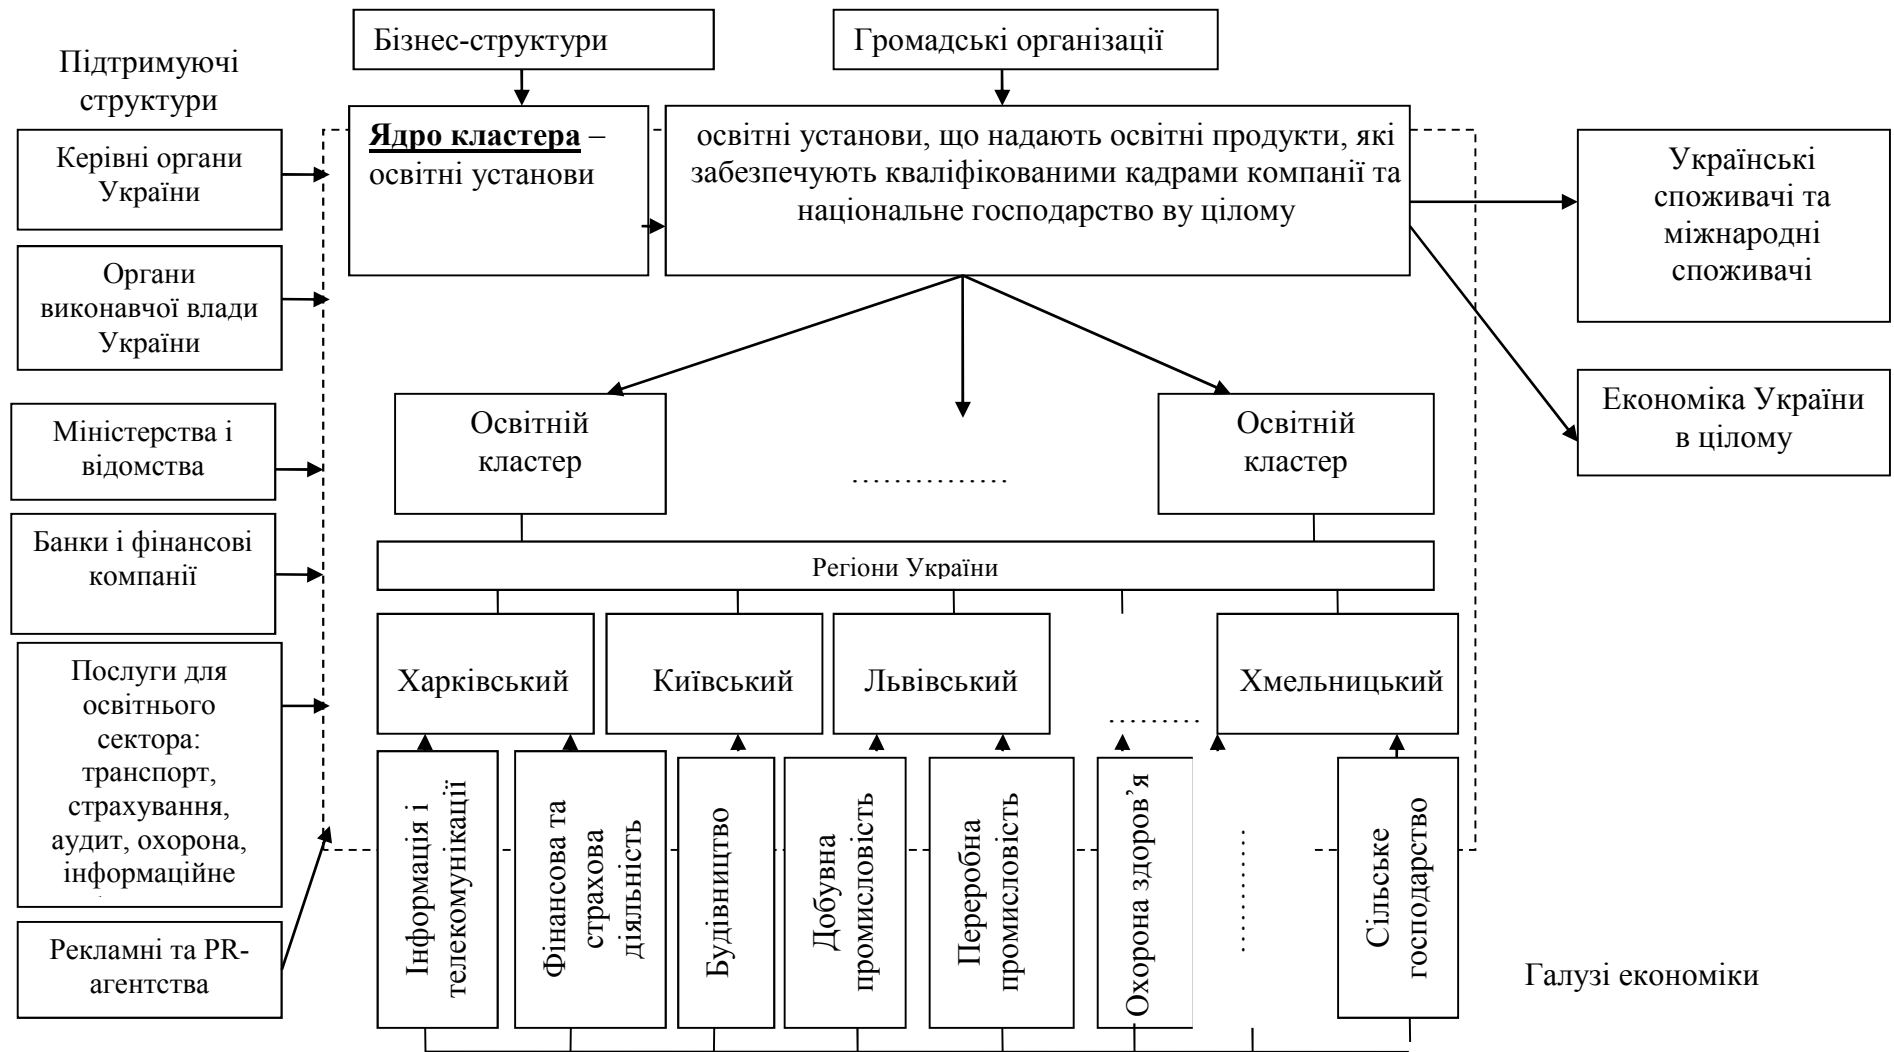 Бізнес-структури
Громадські організації
Підтримуючі
структури
Ядро кластера –
освітні установи
освітні установи, що надають освітні продукти, які
забезпечують кваліфікованими кадрами компанії та
національне господарство ву цілому
Керівні органи
України
Українські
споживачі та
міжнародні
споживачі
Органи
виконавчої влади
України
Економіка України
в цілому
Міністерства і
відомства
Освітній
кластер
...............
Освітній
кластер
Банки і фінансові
компанії
Регіони України
Послуги для
освітнього
сектора:
транспорт,
страхування,
аудит, охорона,
інформаційне
Харківський
Київський
Львівський
.........
Хмельницький
Рекламні та PR-
агентства
Інформація і
телекомунікації
Фінансова та
страхова
діяльність
Будівництво
Добувна
промисловість
Переробна
промисловість
Охорона здоров’я
...............
Сільське
господарство
Галузі економіки